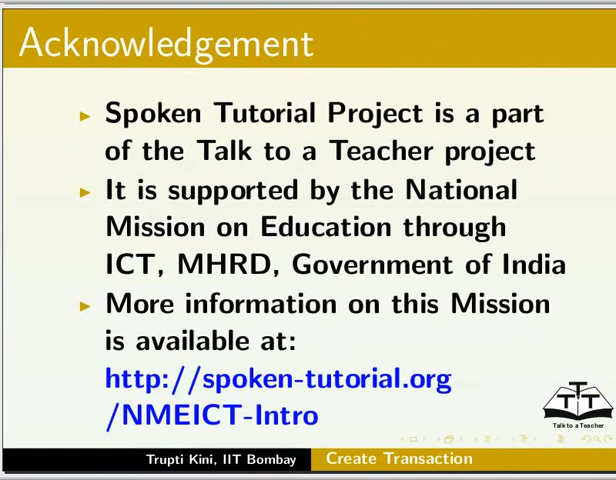 Acknowledgement
Spoken Tutorial Project is a part
of the Talk to a Teacher project
It is supported by the National
Mission on Education through
ICT, MHRD, Government of India
More information on this Mission
is available at:
http://spoken-tutorial.org
/NMEICT-Intro
TTT
Talk to a Teacher
Trupti Kini, IIT Bombay
Create Transaction